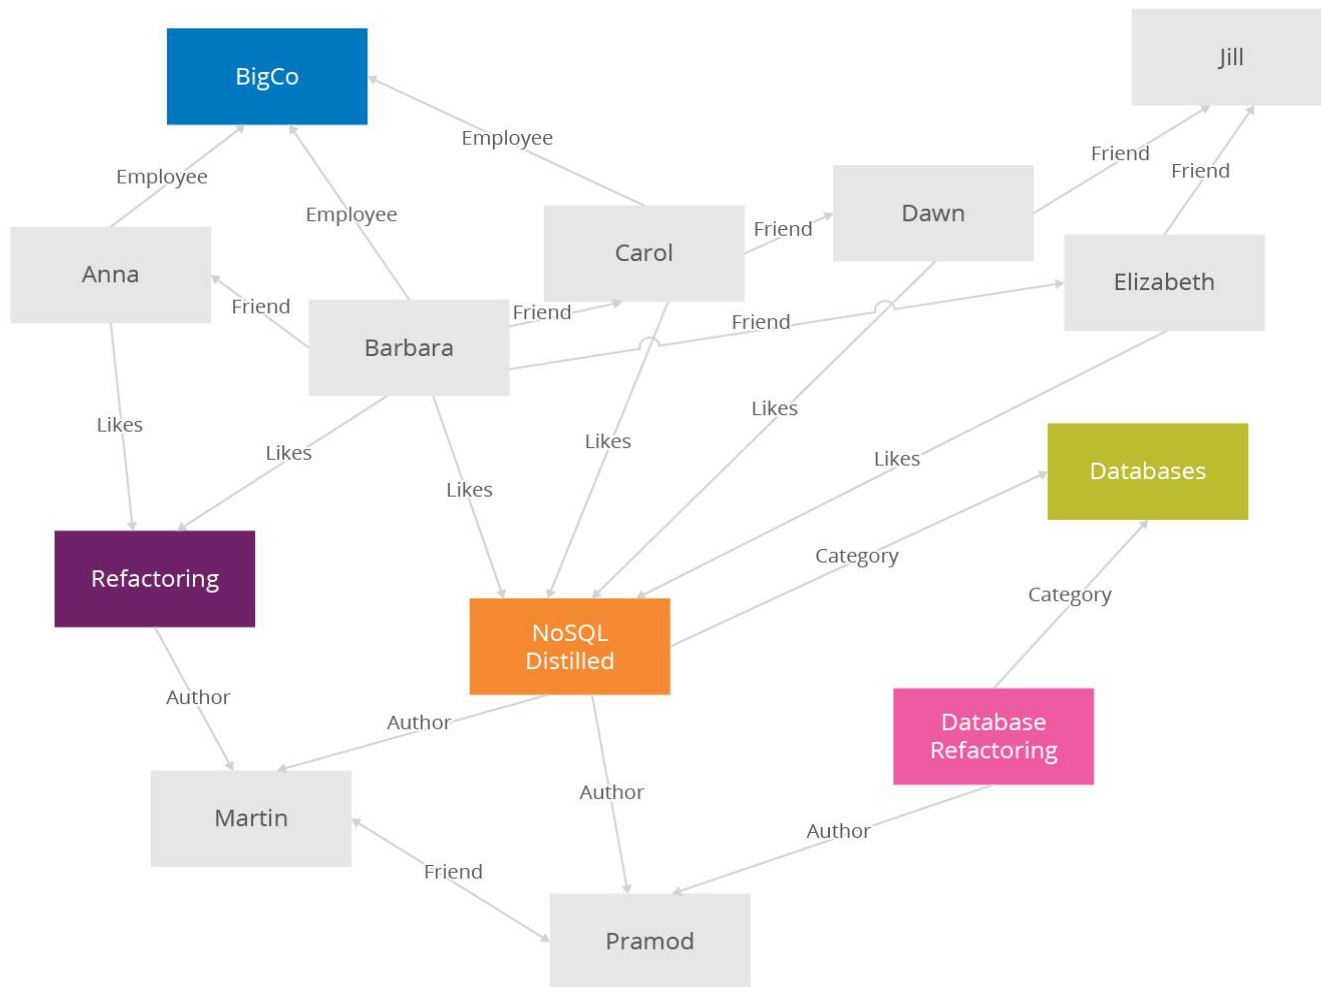 Jill
BigCo
Employee
Friend
Employee
Friend
Dawn
Employee
Friend
Carol
Anna
Elizabeth
Friend
Friend
Friend
Barbara
Likes
Likes
Likes
Likes
Likes
Databases
Likes
Category
Refactoring
Category
NoSQL
Distilled
Author
Author
Database
Refactoring
Author
Martin
Author
Friend
Pramod